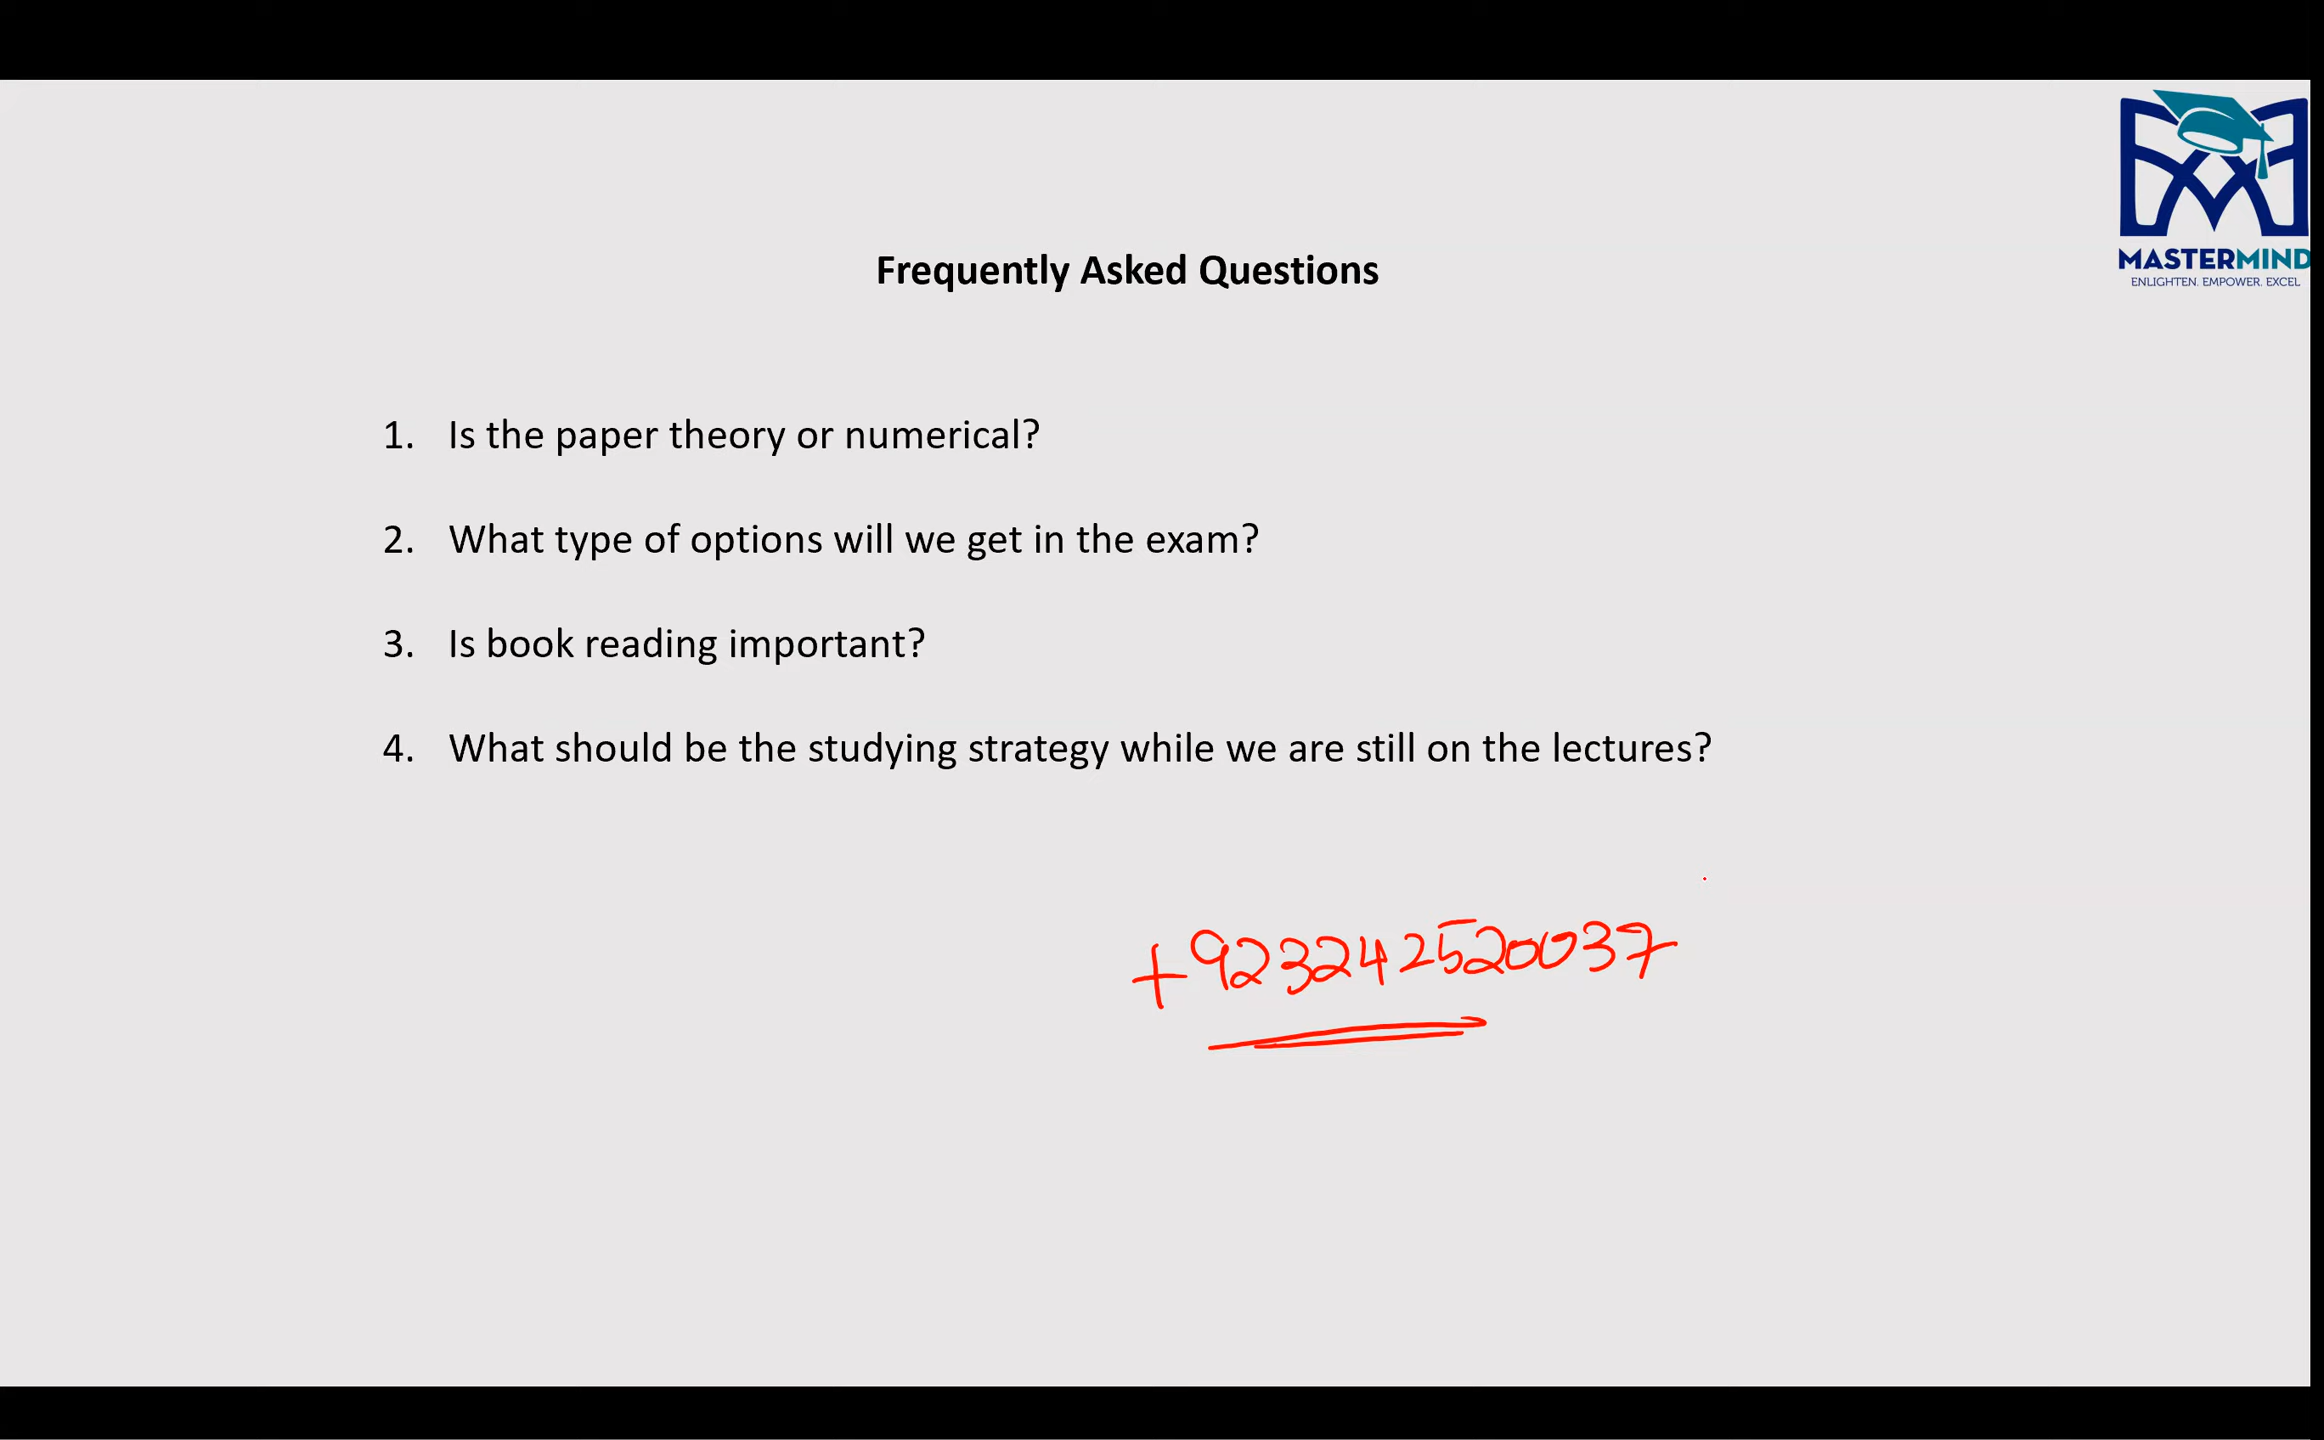 MASTERMIND
ENLIGHTEN. EMPOWER. EXCEL
Frequently Asked Questions
1. Is the paper theory or numerical?
2. What type of options will we get in the exam?
3. Is book reading important?
4. What should be the studying strategy while we are still on the lectures?
+923242520037